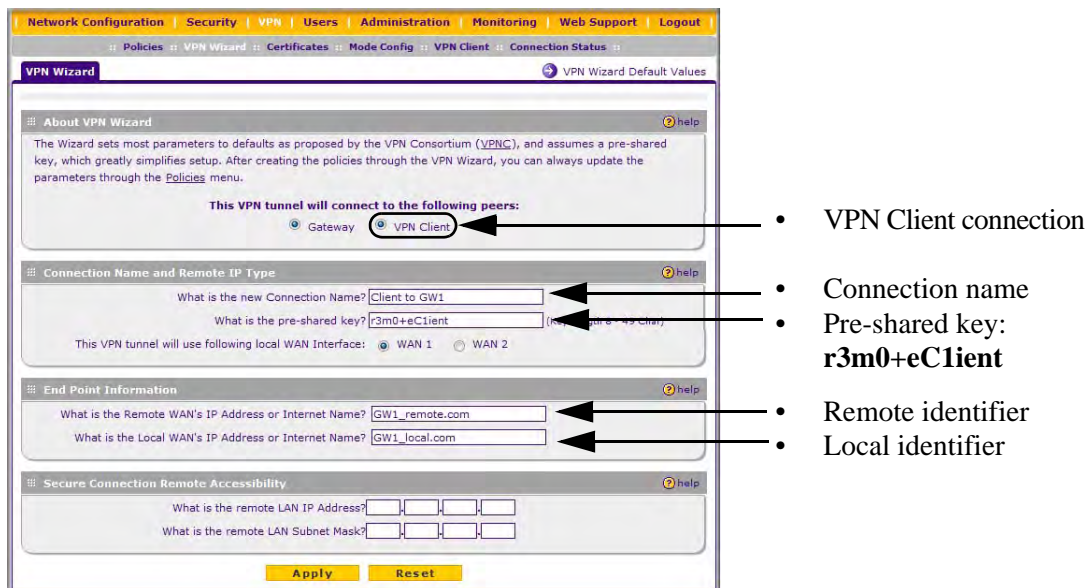 Network Configuration | Security | VPN | Users | Administration | Monitoring | Web Support | Logout
:: Policies :: VPN Wizard :: Certificates :: Mode Config :: VPN Client :: Connection Status ::
VPN Wizard
VPN Wizard Default Values
About VPN Wizard
help
The Wizard sets most parameters to defaults as proposed by the VPN Consortium (VPNC), and assumes a pre-shared
key, which greatly simplifies setup. After creating the policies through the VPN Wizard, you can always update the
parameters through the Policies menu.
This VPN tunnel will connect to the following peers:
Gateway VPN Client
• VPN Client connection
Connection Name and Remote IP Type
help
What is the new Connection Name? Client to GW1
• Connection name
What is the pre-shared key? r3m0+eC1ient (Key Length 8 - 49 Char)
• Pre-shared key:
r3m0+eC1ient
This VPN tunnel will use following local WAN Interface: WAN 1 WAN 2
End Point Information
help
What is the Remote WAN's IP Address or Internet Name? GW1_remote.com
• Remote identifier
What is the Local WAN's IP Address or Internet Name? GW1_local.com
• Local identifier
Secure Connection Remote Accessibility
help
What is the remote LAN IP Address? . . .
What is the remote LAN Subnet Mask? . . .
Apply Reset